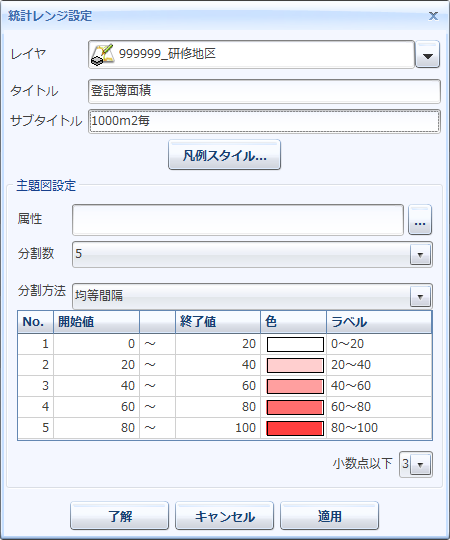 統計レンジ設定
レイヤ 999999_研修地区
タイトル 登記簿面積
サブタイトル 1000m2毎
凡例スタイル...
主題図設定
属性 ...
分割数 5
分割方法 均等間隔
No. 開始値 終了値 色 ラベル
1 0 ～ 20 0～20
2 20 ～ 40 20～40
3 40 ～ 60 40～60
4 60 ～ 80 60～80
5 80 ～ 100 80～100
小数点以下 3
了解 キャンセル 適用